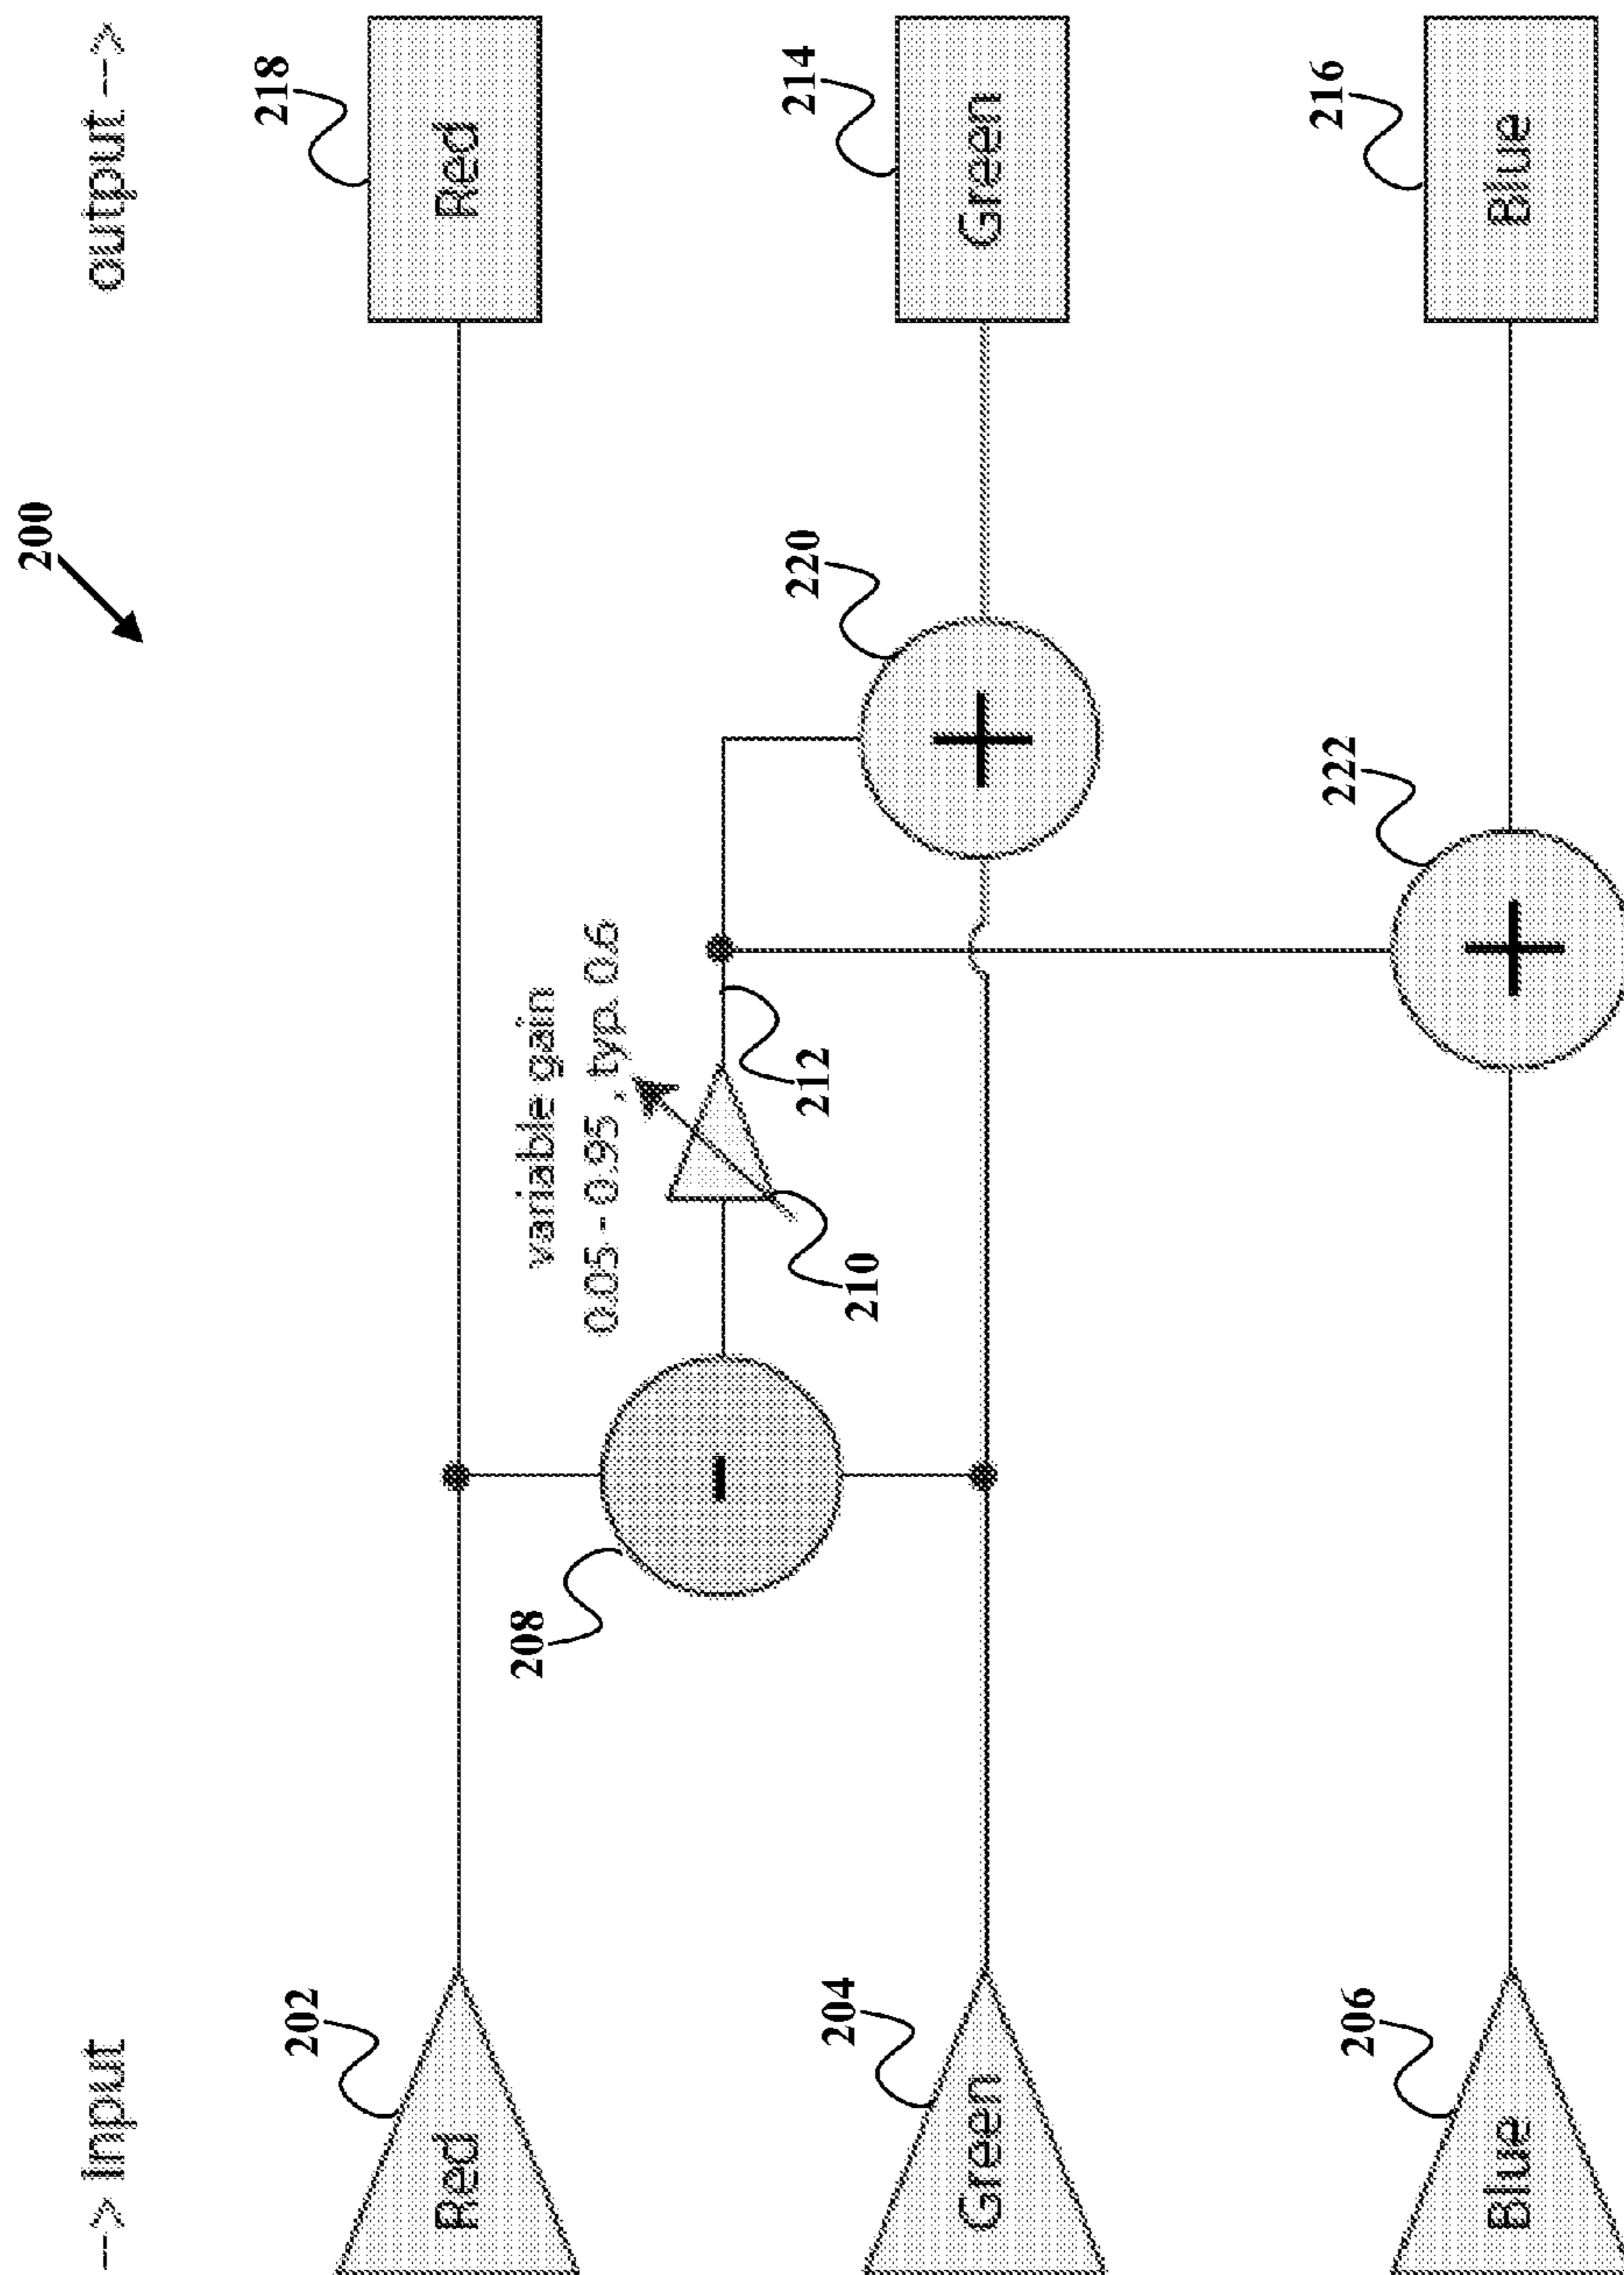 200
--> Input
output -->
202
Red
218
Red
variable gain
0.05 - 0.95 , typ. 0.6
208
-
210
212
204
Green
220
+
214
Green
206
Blue
222
+
216
Blue